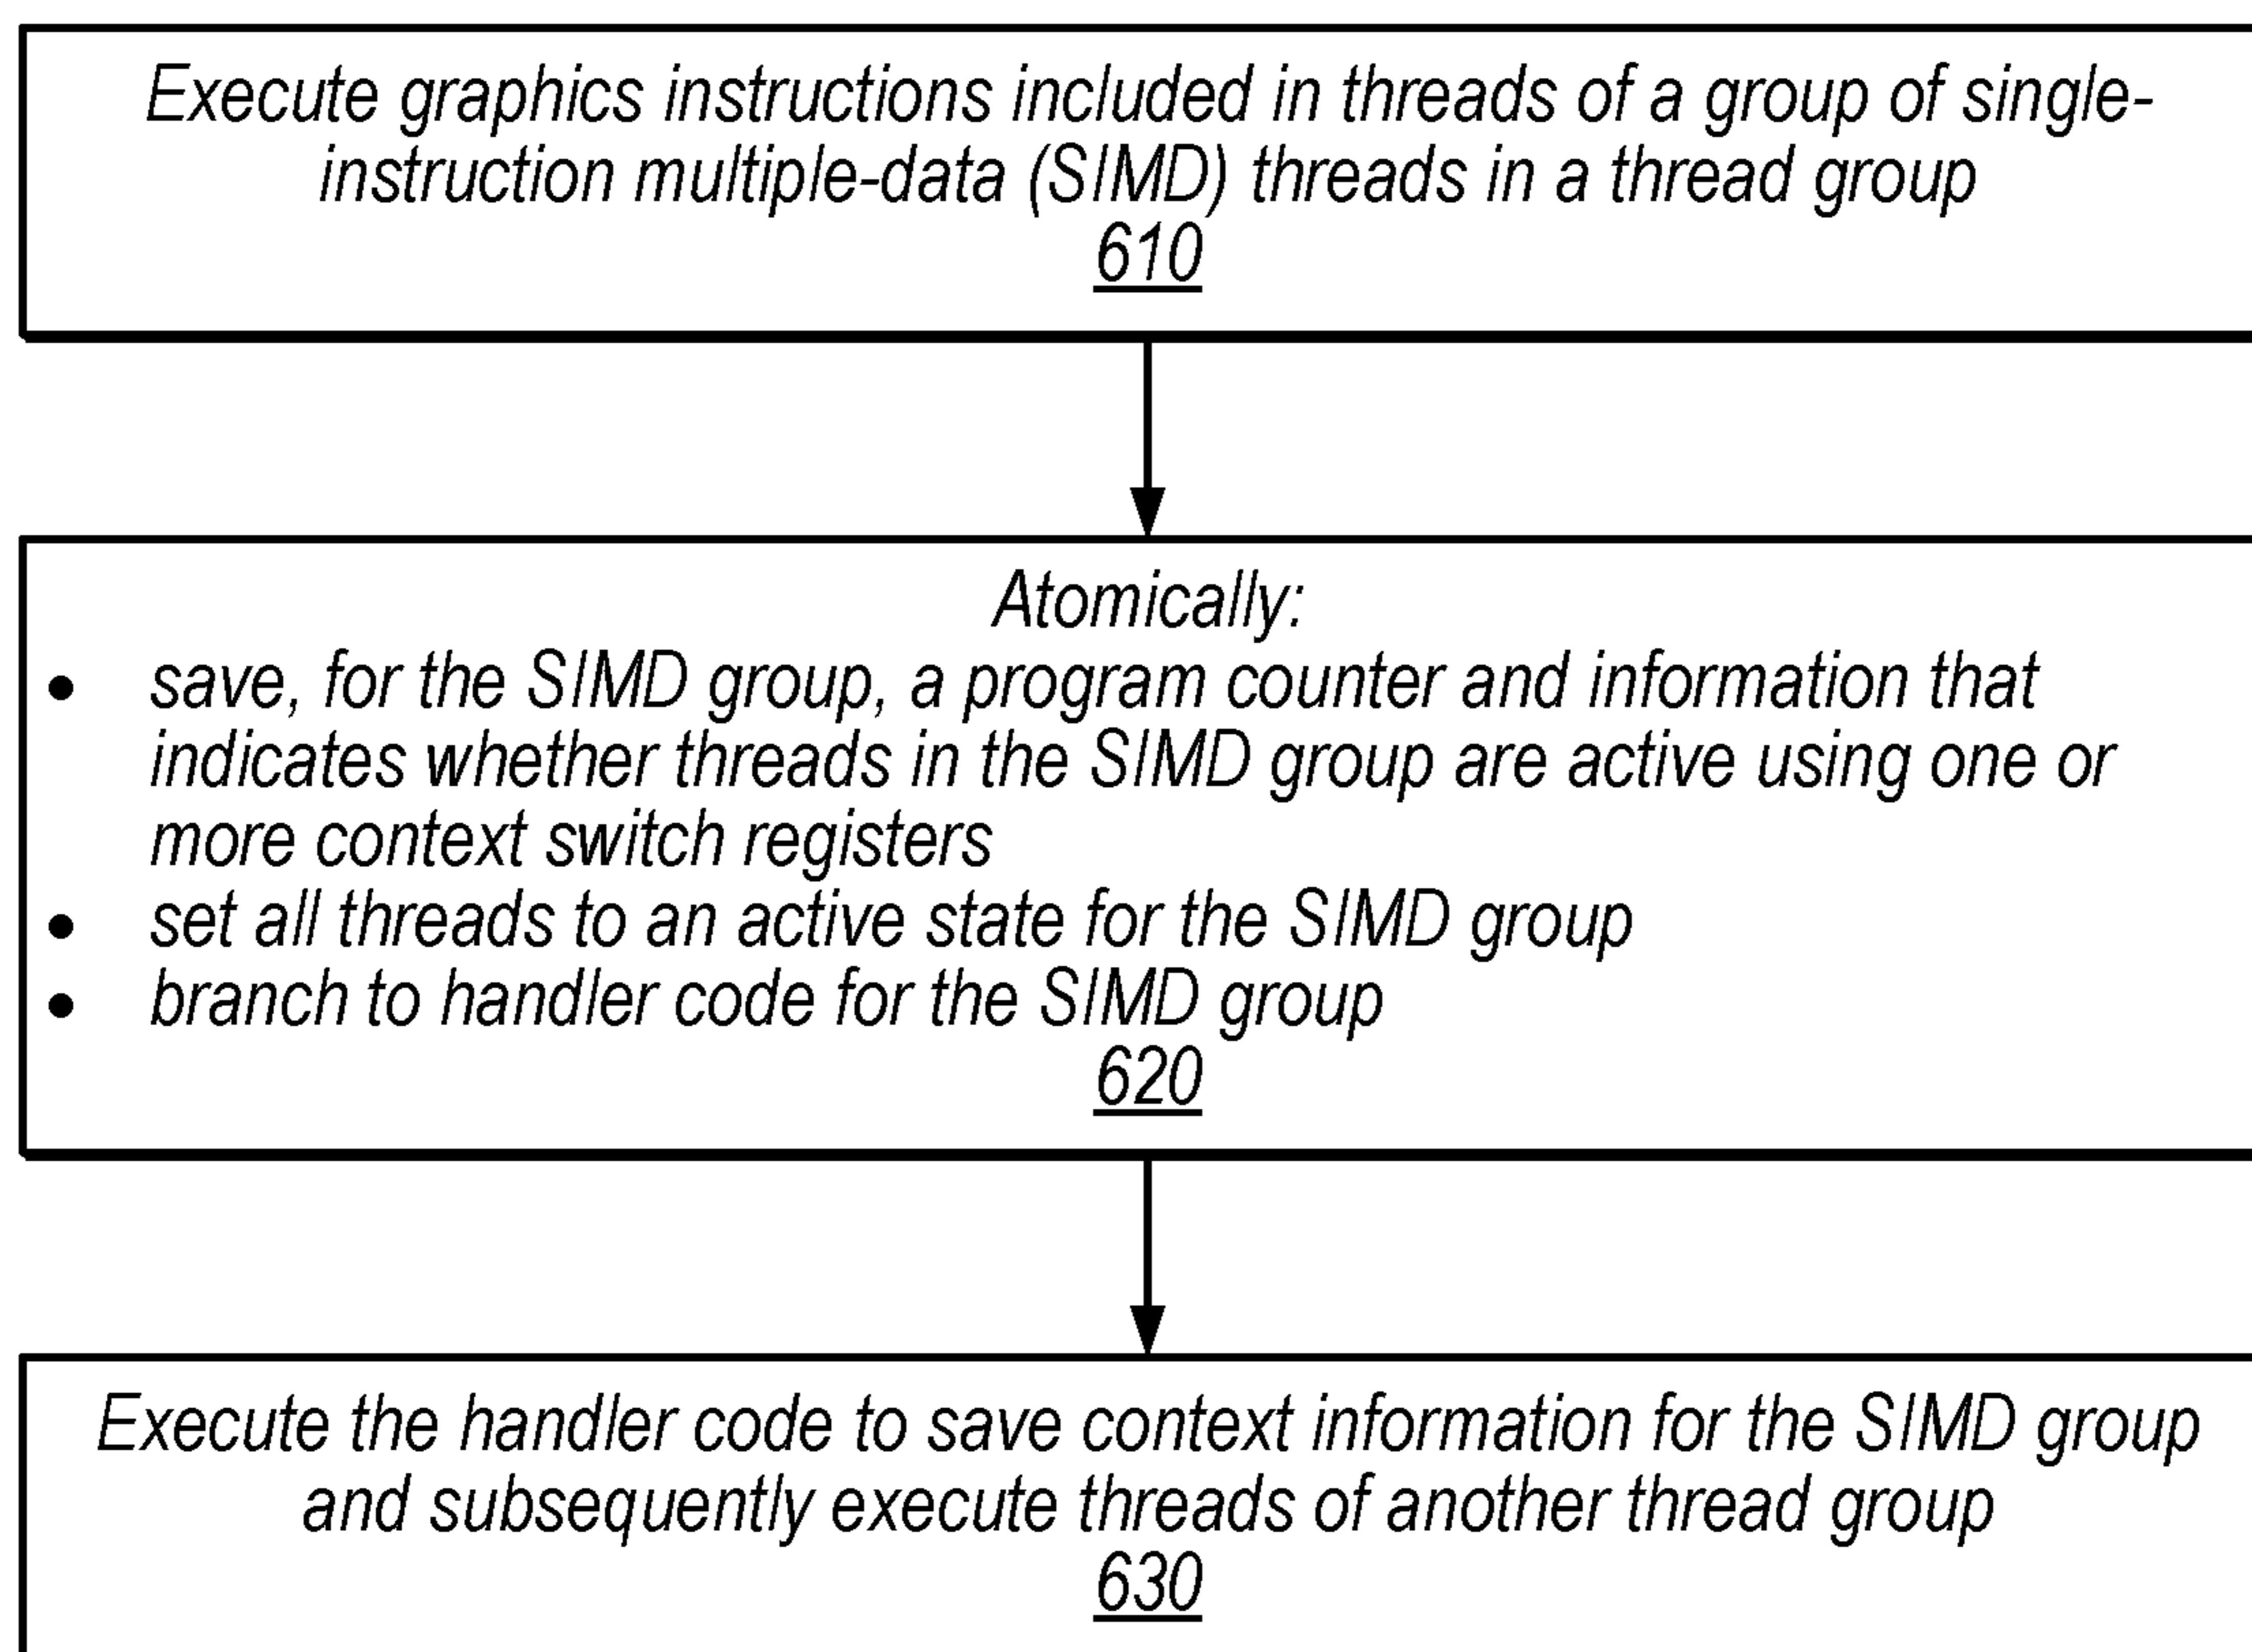 Execute graphics instructions included in threads of a group of single-
instruction multiple-data (SIMD) threads in a thread group
610
Atomically:
• save, for the SIMD group, a program counter and information that
indicates whether threads in the SIMD group are active using one or
more context switch registers
• set all threads to an active state for the SIMD group
• branch to handler code for the SIMD group
620
Execute the handler code to save context information for the SIMD group
and subsequently execute threads of another thread group
630